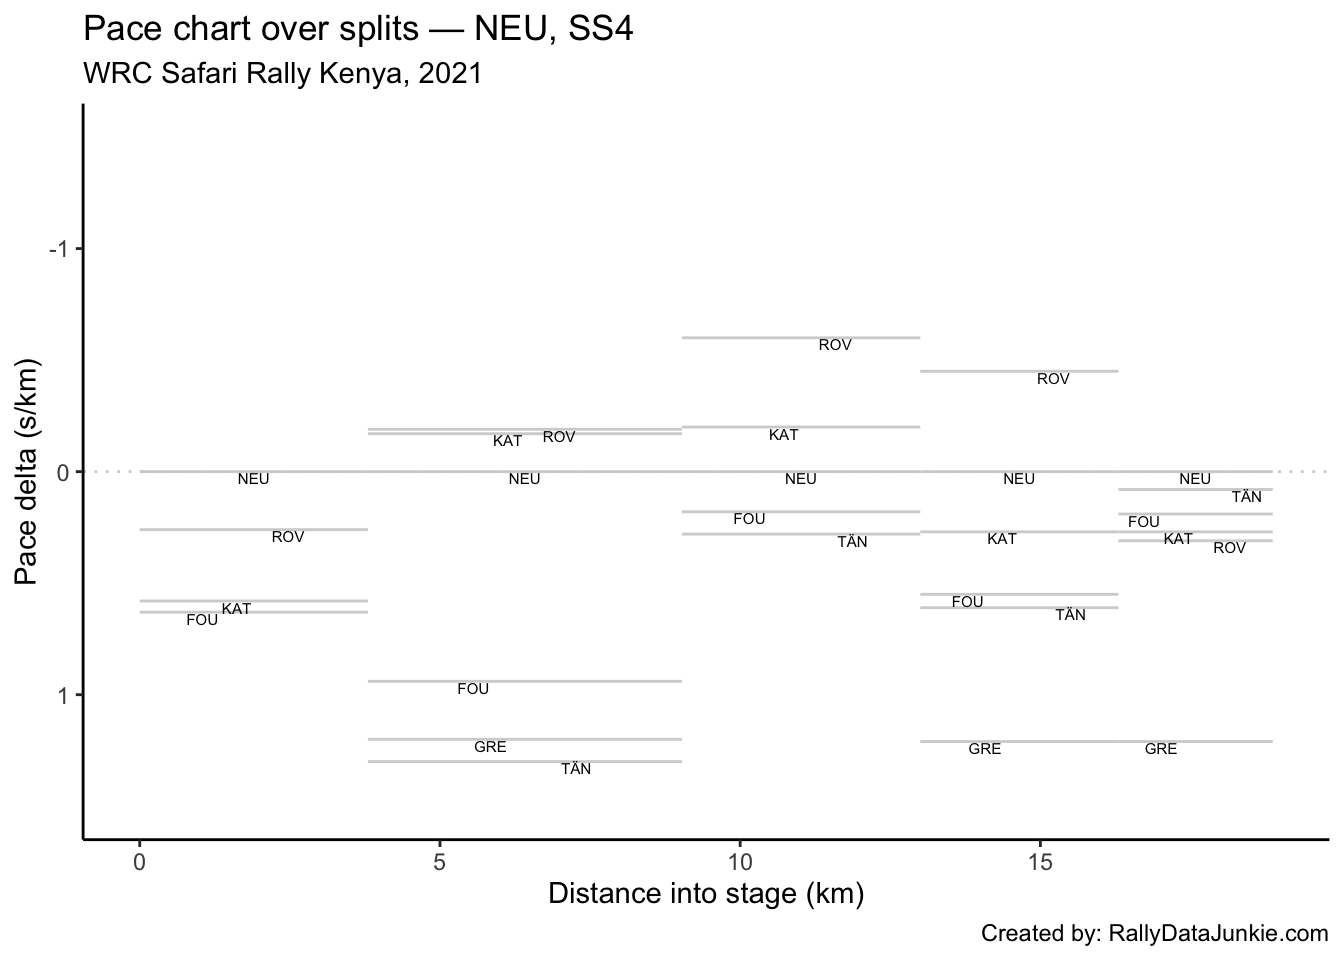 Pace chart over splits — NEU, SS4
WRC Safari Rally Kenya, 2021
Pace delta (s/km)
-1
0
1
ROV
ROV
KAT
KAT
ROV
NEU
NEU
NEU
NEU
NEU
TÄN
FOU
FOU
ROV
TÄN
KAT
KAT
ROV
KAT
FOU
FOU
TÄN
FOU
GRE
GRE
GRE
TÄN
0
5
10
15
Distance into stage (km)
Created by: RallyDataJunkie.com